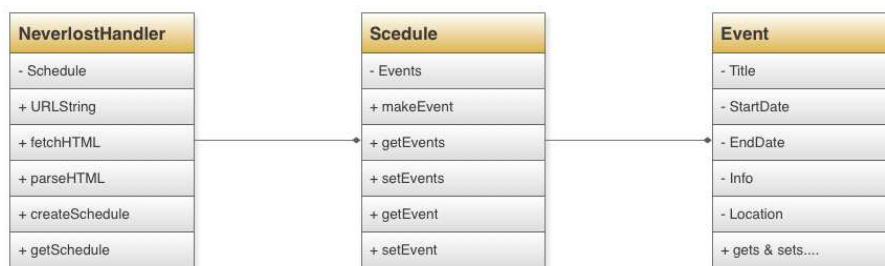 NeverlostHandler
- Schedule
+ URLString
+ fetchHTML
+ parseHTML
+ createSchedule
+ getSchedule
Scedule
- Events
+ makeEvent
+ getEvents
+ setEvents
+ getEvent
+ setEvent
Event
- Title
- StartDate
- EndDate
- Info
- Location
+ gets & sets....